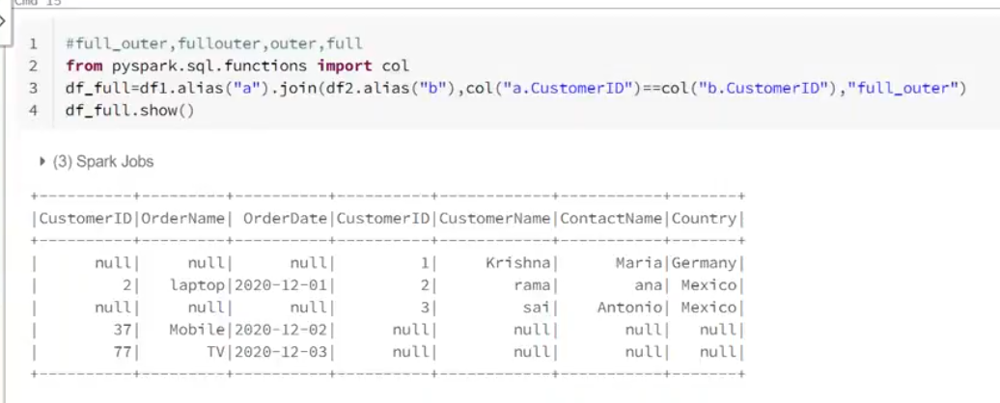 Cmd 15
1 #full_outer,fullouter,outer,full
2 from pyspark.sql.functions import col
3 df_full=df1.alias("a").join(df2.alias("b"),col("a.CustomerID")==col("b.CustomerID"),"full_outer")
4 df_full.show()
(3) Spark Jobs
+----------+---------+----------+----------+------------+-----------+-------+
|CustomerID|OrderName| OrderDate|CustomerID|CustomerName|ContactName|Country|
+----------+---------+----------+----------+------------+-----------+-------+
|      null|     null|      null|         1|     Krishna|      Maria|Germany|
|         2|   laptop|2020-12-01|         2|        rama|        ana| Mexico|
|      null|     null|      null|         3|         sai|    Antonio| Mexico|
|        37|   Mobile|2020-12-02|      null|        null|       null|   null|
|        77|       TV|2020-12-03|      null|        null|       null|   null|
+----------+---------+----------+----------+------------+-----------+-------+